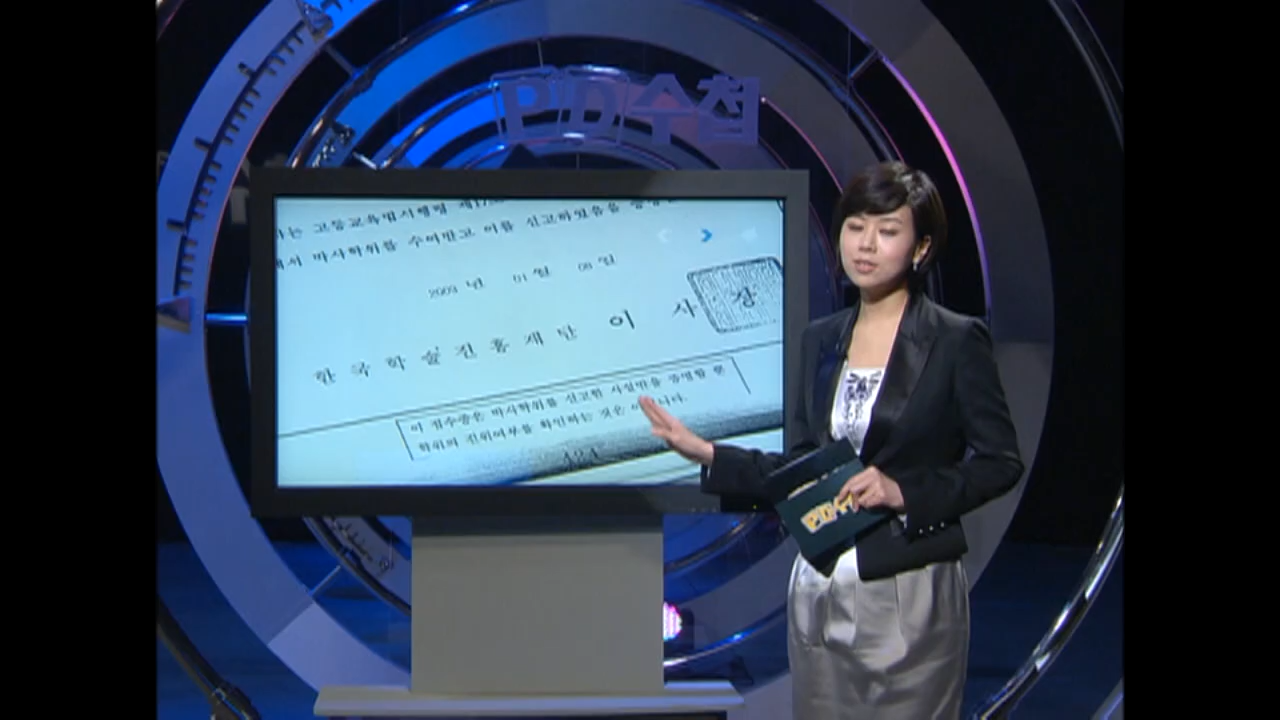 PD수첩
는 고등교육법시행령 제17
에서 박사학위를 수여받고 이를 신고하였음을
2009 년 01 월 08 일
한 국 학 술 진 흥 재 단 이 사 장
이 접수증은 박사학위를 신고한 사실만을 증명할 뿐
학위의 진위여부를 확인하는 것은 아닙니다.
424
PD수